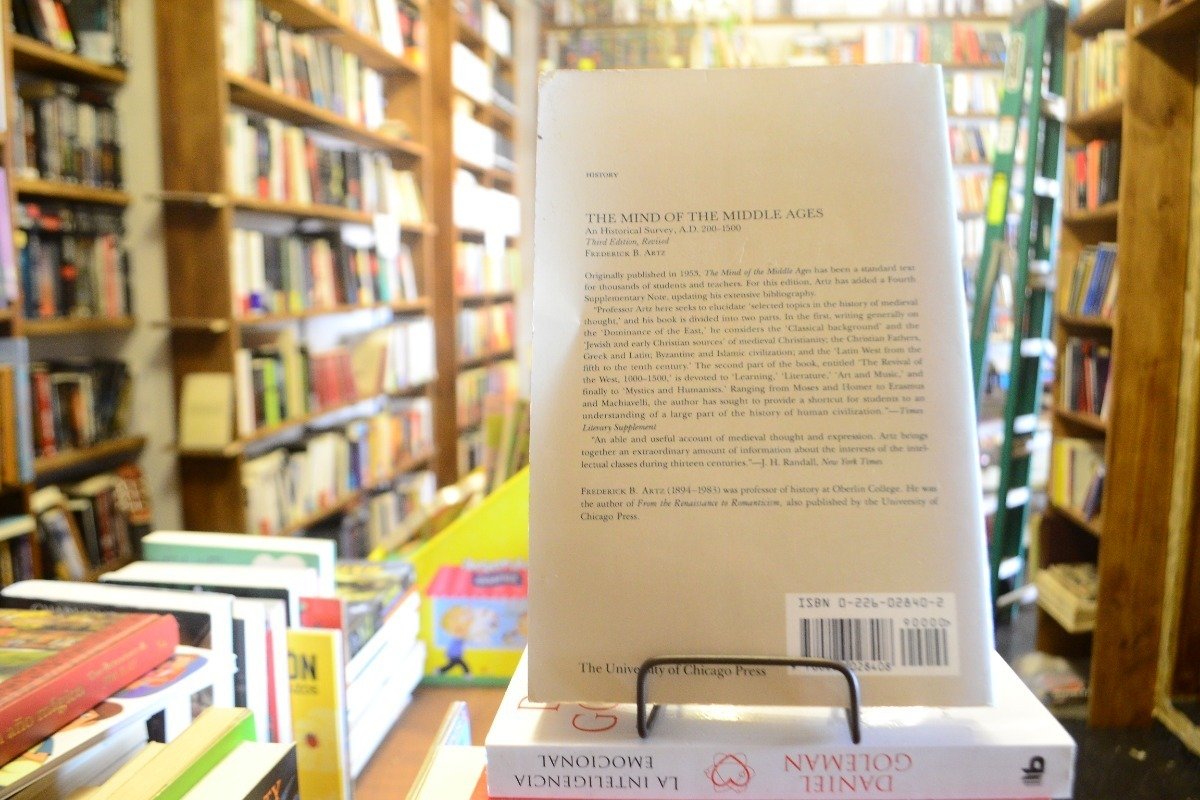 HISTORY
THE MIND OF THE MIDDLE AGES
An Historical Survey, A.D. 200–1500
Third Edition, Revised
FREDERICK B. ARTZ
Originally published in 1953, The Mind of the Middle Ages has been a standard text
for thousands of students and teachers. For this edition, Artz has added a Fourth
Supplementary Note, updating his extensive bibliography.
"Professor Artz here seeks to elucidate 'selected topics in the history of medieval
thought,' and his book is divided into two parts. In the first, writing generally on
the 'Dominance of the East,' he considers the 'Classical background' and the
'Jewish and early Christian sources' of medieval Christianity; the Christian Fathers,
Greek and Latin; Byzantine and Islamic civilization; and the 'Latin West from the
fifth to the tenth century.' The second part of the book, entitled 'The Revival of
the West, 1000–1500,' is devoted to 'Learning,' 'Literature,' 'Art and Music,' and
finally to 'Mystics and Humanists.' Ranging from Moses and Homer to Erasmus
and Machiavelli, the author has sought to provide a shortcut for students to an
understanding of a large part of the history of human civilization."—Times
Literary Supplement
"An able and useful account of medieval thought and expression. Artz brings
together an extraordinary amount of information about the interests of the intel-
lectual classes during thirteen centuries."—J. H. Randall, New York Times
FREDERICK B. ARTZ (1894–1983) was professor of history at Oberlin College. He was
the author of From the Renaissance to Romanticism, also published by the University of
Chicago Press.
ISBN 0-226-02840-2
90000
028408
The University of Chicago Press
LA INTELIGENCIA
EMOCIONAL
DANIEL
GOLEMAN
ON